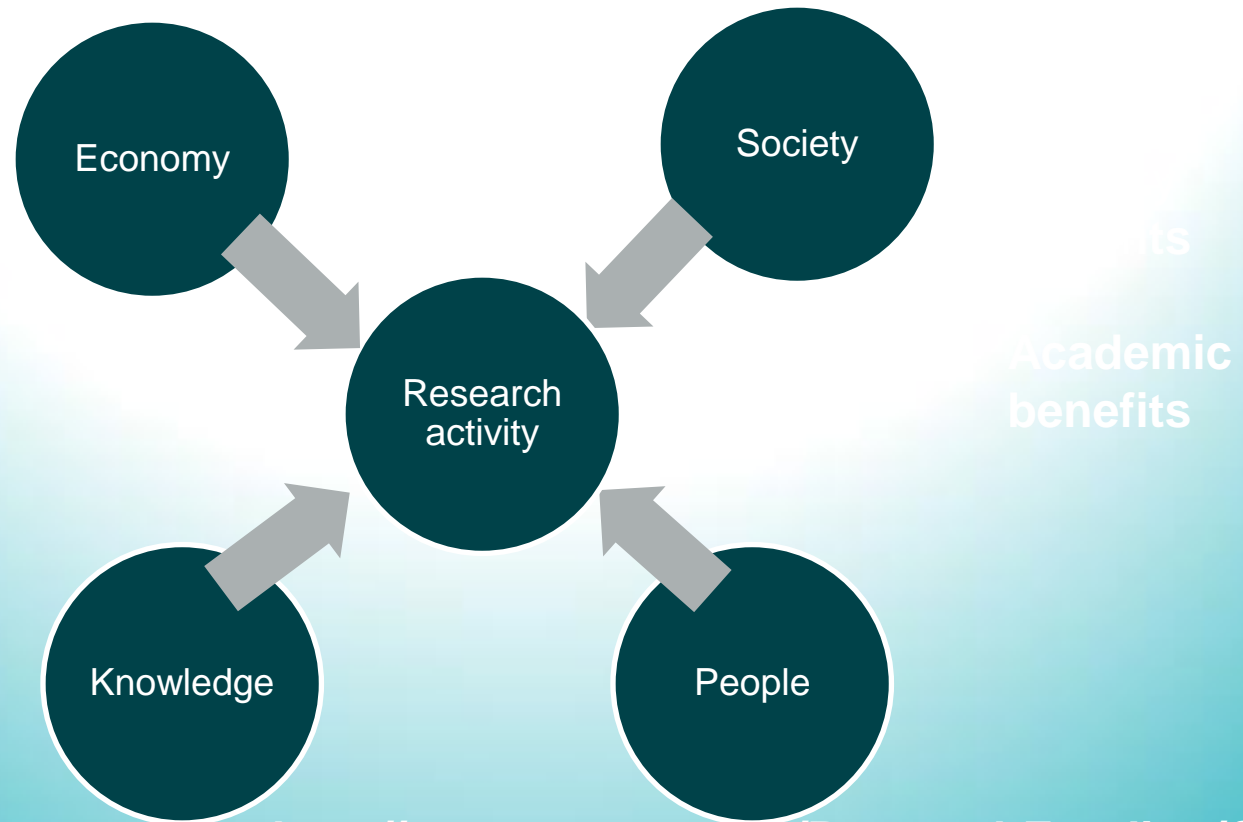 Economy
Society
Research
activity
Academic
benefits
Knowledge
People